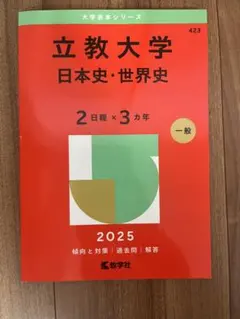 大学赤本シリーズ
423
立教大学
日本史・世界史
2日程×3カ年
一般
2025
傾向と対策｜過去問｜解答
教学社